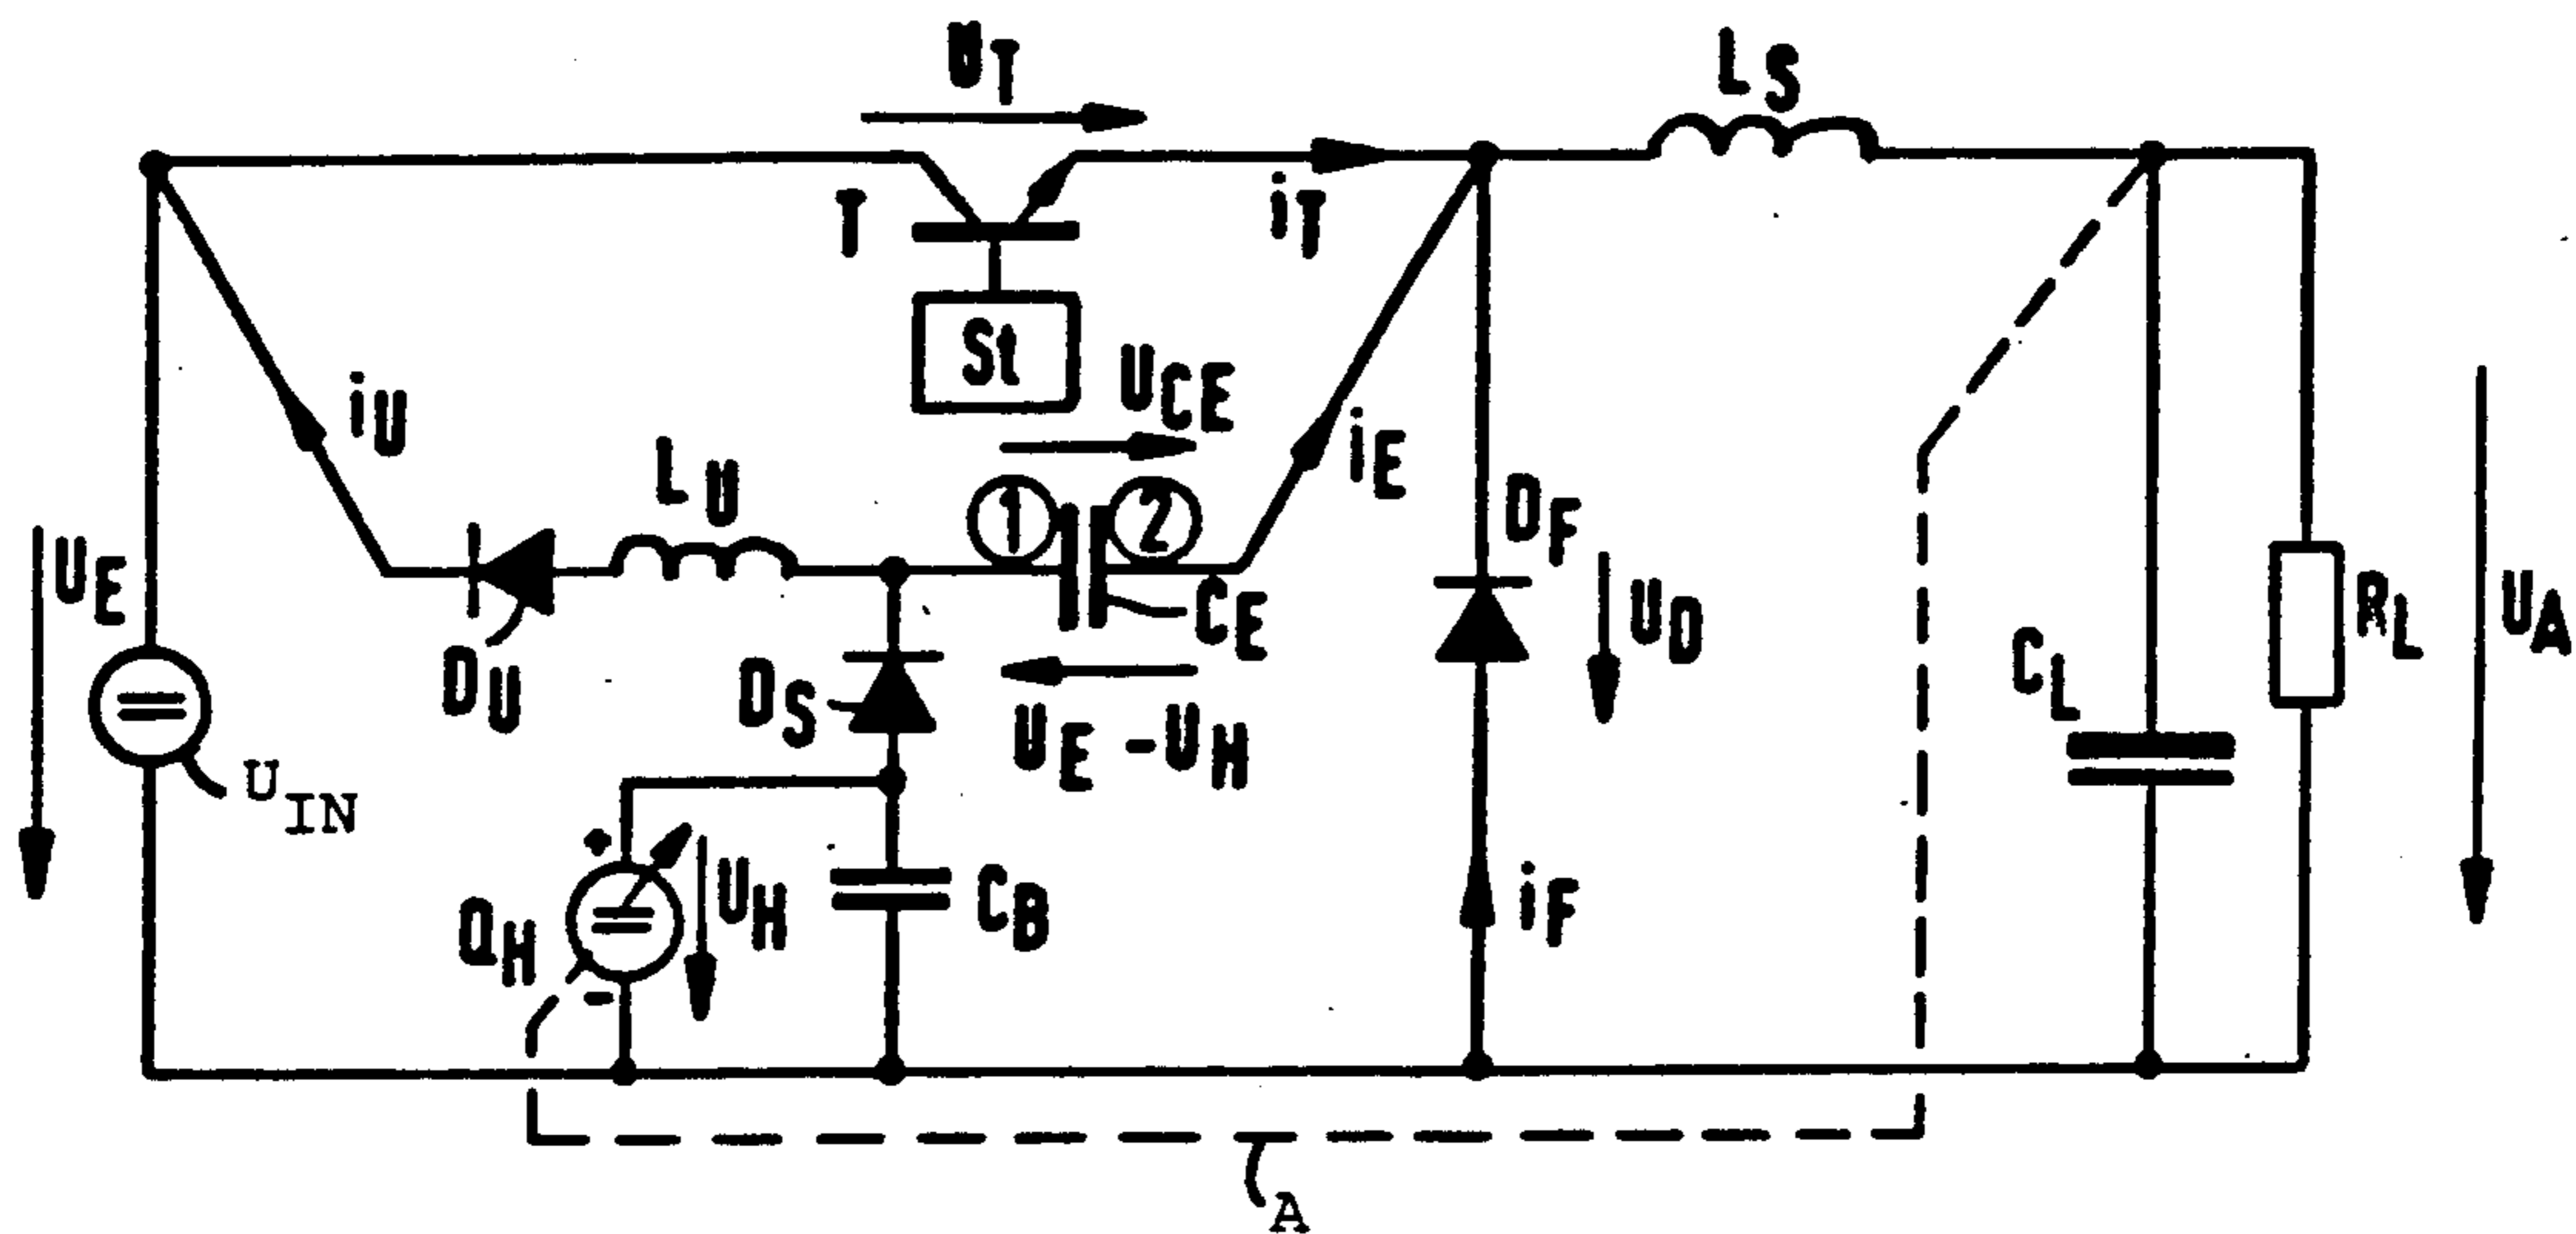 UT
LS
T
iT
St
UCE
iU
LU
iE
1
2
DF
UE
CE
UD
RL
UA
DU
DS
CL
UE -UH
UIN
+
UH
CB
iF
QH
-
A